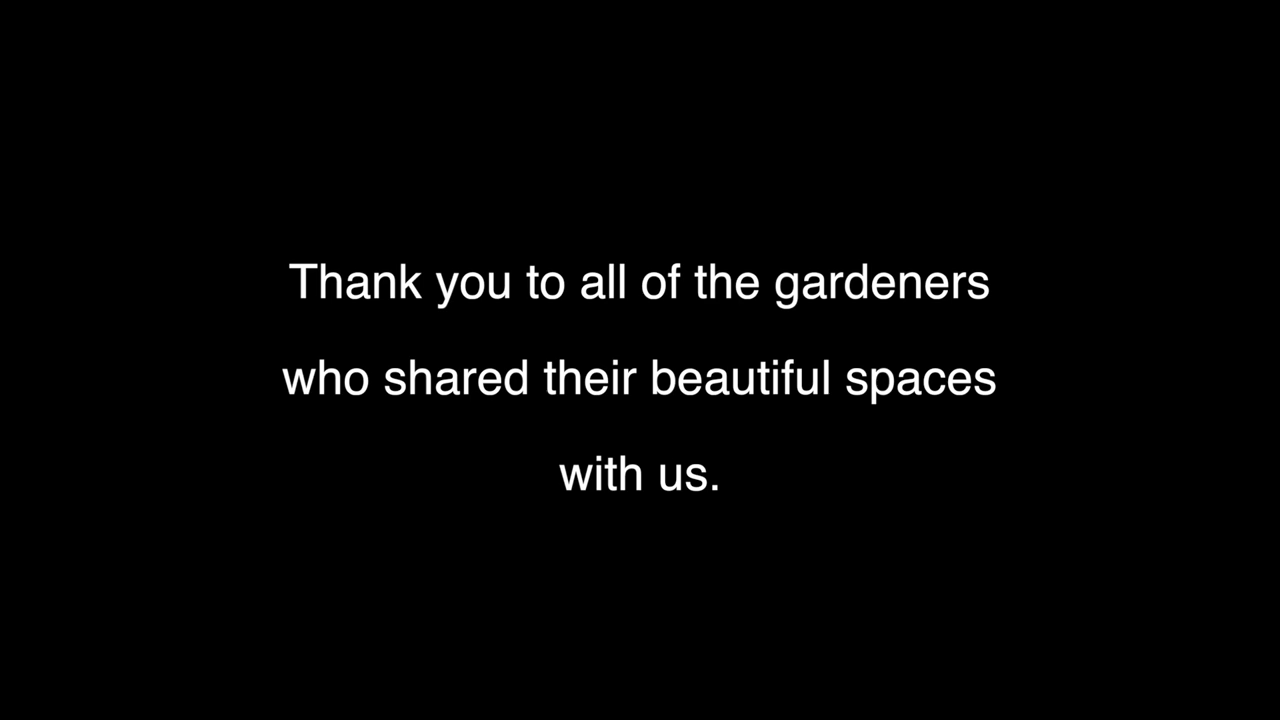 Thank you to all of the gardeners
who shared their beautiful spaces
with us.